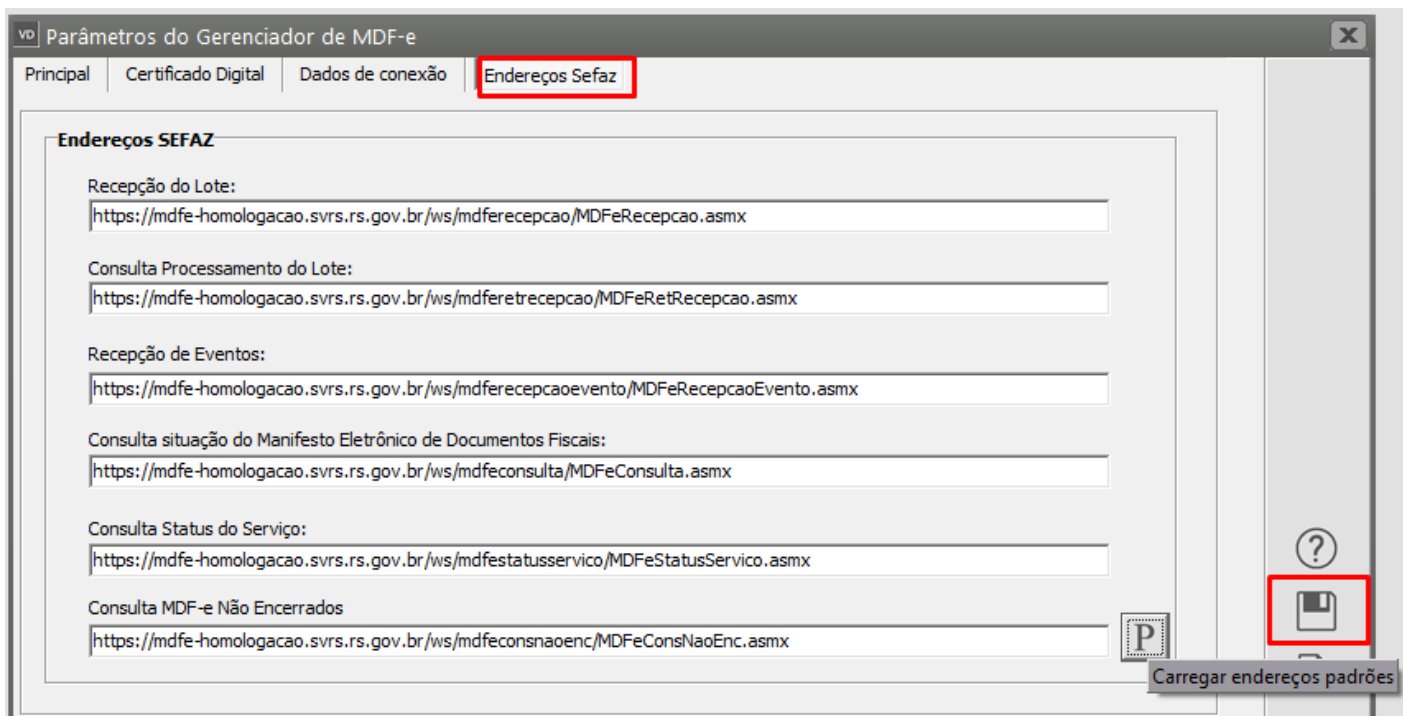 VD Parâmetros do Gerenciador de MDF-e X
Principal Certificado Digital Dados de conexão Endereços Sefaz
Endereços SEFAZ
Recepção do Lote:
https://mdfe-homologacao.svrs.rs.gov.br/ws/mdferecepcao/MDFeRecepcao.asmx
Consulta Processamento do Lote:
https://mdfe-homologacao.svrs.rs.gov.br/ws/mdferetrecepcao/MDFeRetRecepcao.asmx
Recepção de Eventos:
https://mdfe-homologacao.svrs.rs.gov.br/ws/mdferecepcaoevento/MDFeRecepcaoEvento.asmx
Consulta situação do Manifesto Eletrônico de Documentos Fiscais:
https://mdfe-homologacao.svrs.rs.gov.br/ws/mdfeconsulta/MDFeConsulta.asmx
Consulta Status do Serviço:
https://mdfe-homologacao.svrs.rs.gov.br/ws/mdfestatusservico/MDFeStatusServico.asmx
?
Consulta MDF-e Não Encerrados
https://mdfe-homologacao.svrs.rs.gov.br/ws/mdfeconsnaoenc/MDFeConsNaoEnc.asmx
P
Carregar endereços padrões